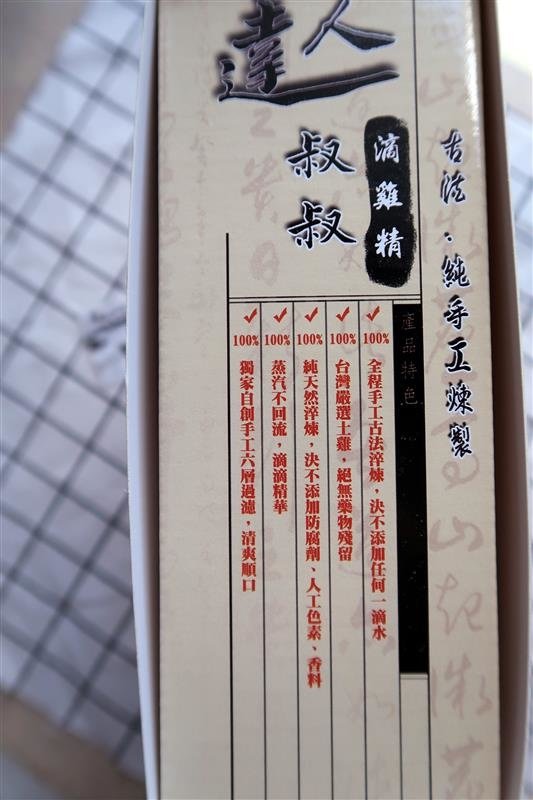 達人
古法、純手工煉製
滴雞精
叔叔
產品特色
100% 全程手工古法淬煉，決不添加任何一滴水
100% 台灣嚴選土雞，絕無藥物殘留
100% 純天然淬煉，決不添加防腐劑、人工色素、香料
100% 蒸汽不回流，滴滴精華
100% 獨家自創手工六層過濾，清爽順口